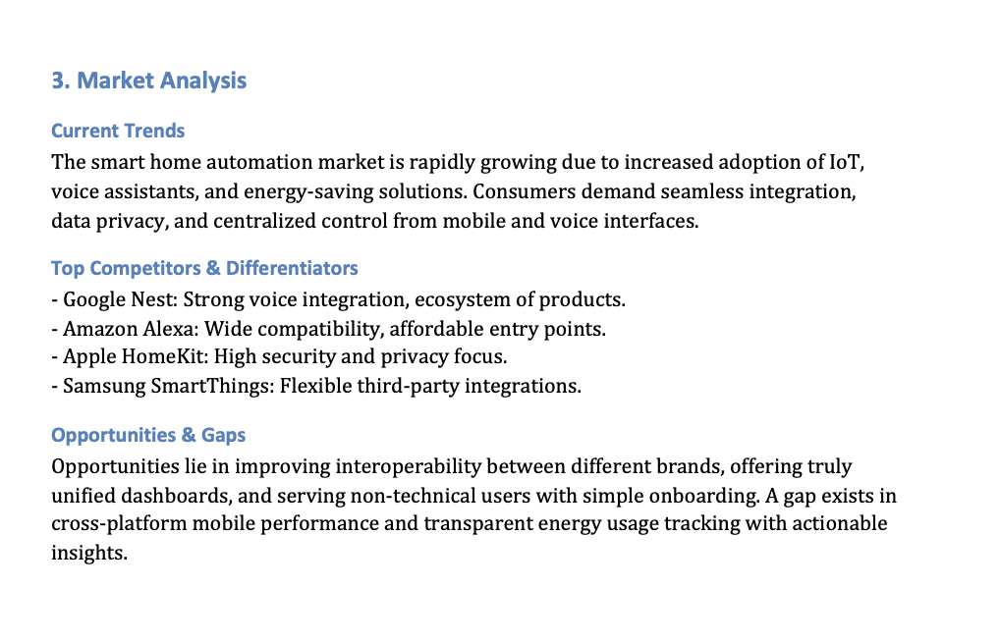 3. Market Analysis
Current Trends
The smart home automation market is rapidly growing due to increased adoption of IoT,
voice assistants, and energy-saving solutions. Consumers demand seamless integration,
data privacy, and centralized control from mobile and voice interfaces.
Top Competitors & Differentiators
- Google Nest: Strong voice integration, ecosystem of products.
- Amazon Alexa: Wide compatibility, affordable entry points.
- Apple HomeKit: High security and privacy focus.
- Samsung SmartThings: Flexible third-party integrations.
Opportunities & Gaps
Opportunities lie in improving interoperability between different brands, offering truly
unified dashboards, and serving non-technical users with simple onboarding. A gap exists in
cross-platform mobile performance and transparent energy usage tracking with actionable
insights.